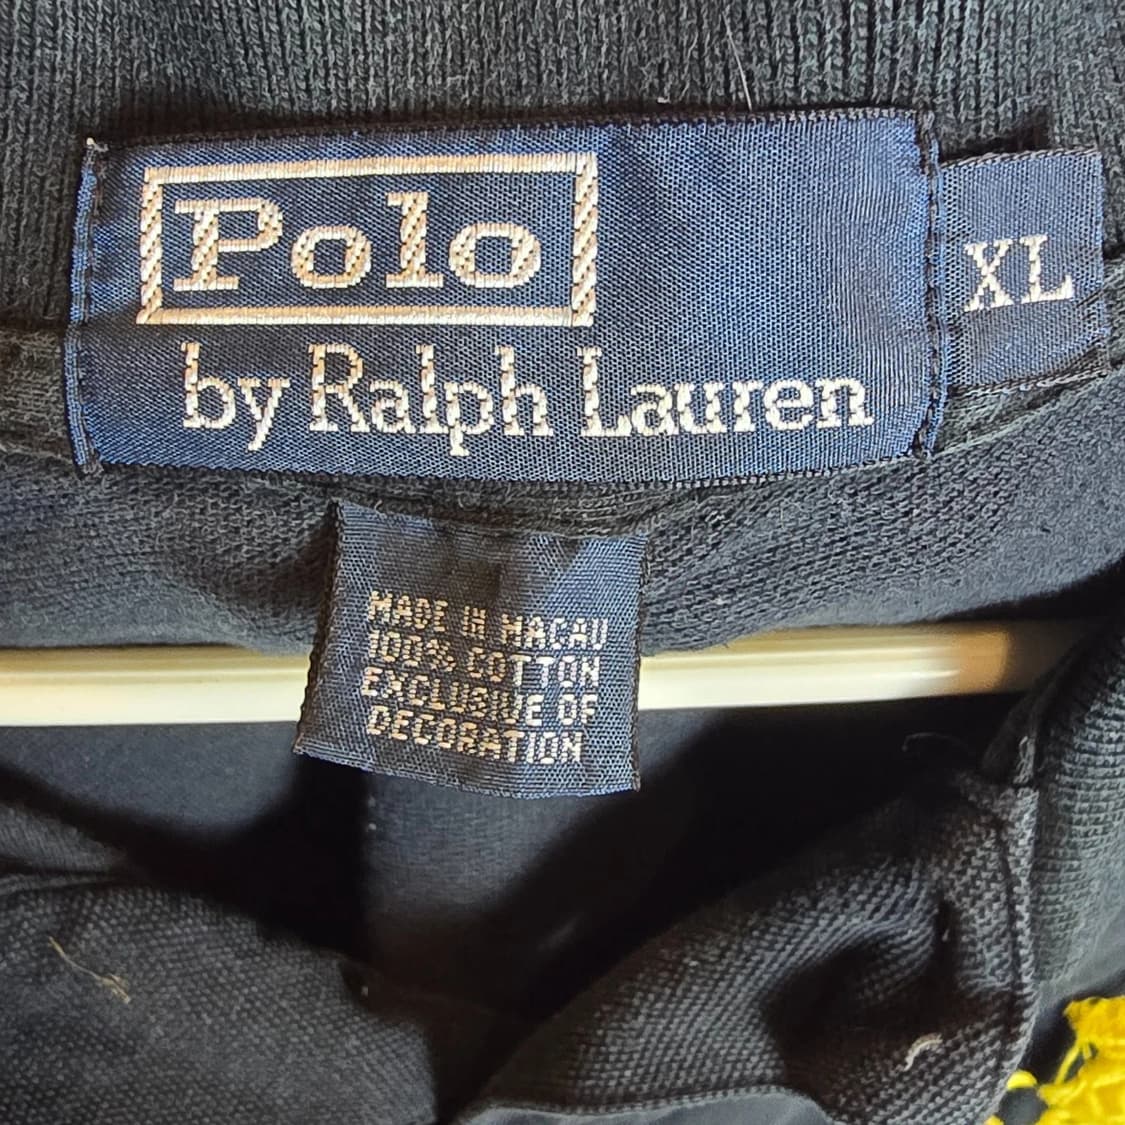 Polo
by Ralph Lauren
XL
MADE IN MACAU
100% COTTON
EXCLUSIVE OF
DECORATION